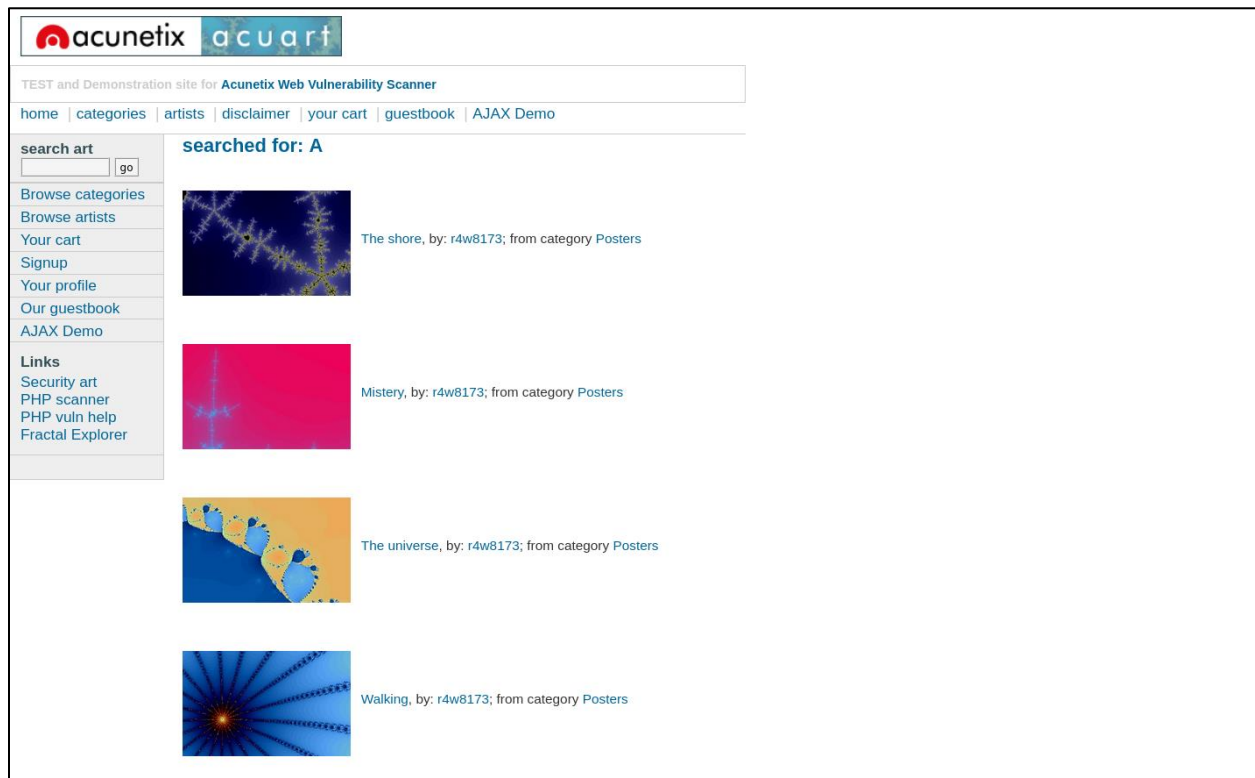 acunetix acuart
TEST and Demonstration site for Acunetix Web Vulnerability Scanner
home | categories | artists | disclaimer | your cart | guestbook | AJAX Demo
search art
go
Browse categories
Browse artists
Your cart
Signup
Your profile
Our guestbook
AJAX Demo
Links
Security art
PHP scanner
PHP vuln help
Fractal Explorer
searched for: A
The shore, by: r4w8173; from category Posters
Mistery, by: r4w8173; from category Posters
The universe, by: r4w8173; from category Posters
Walking, by: r4w8173; from category Posters